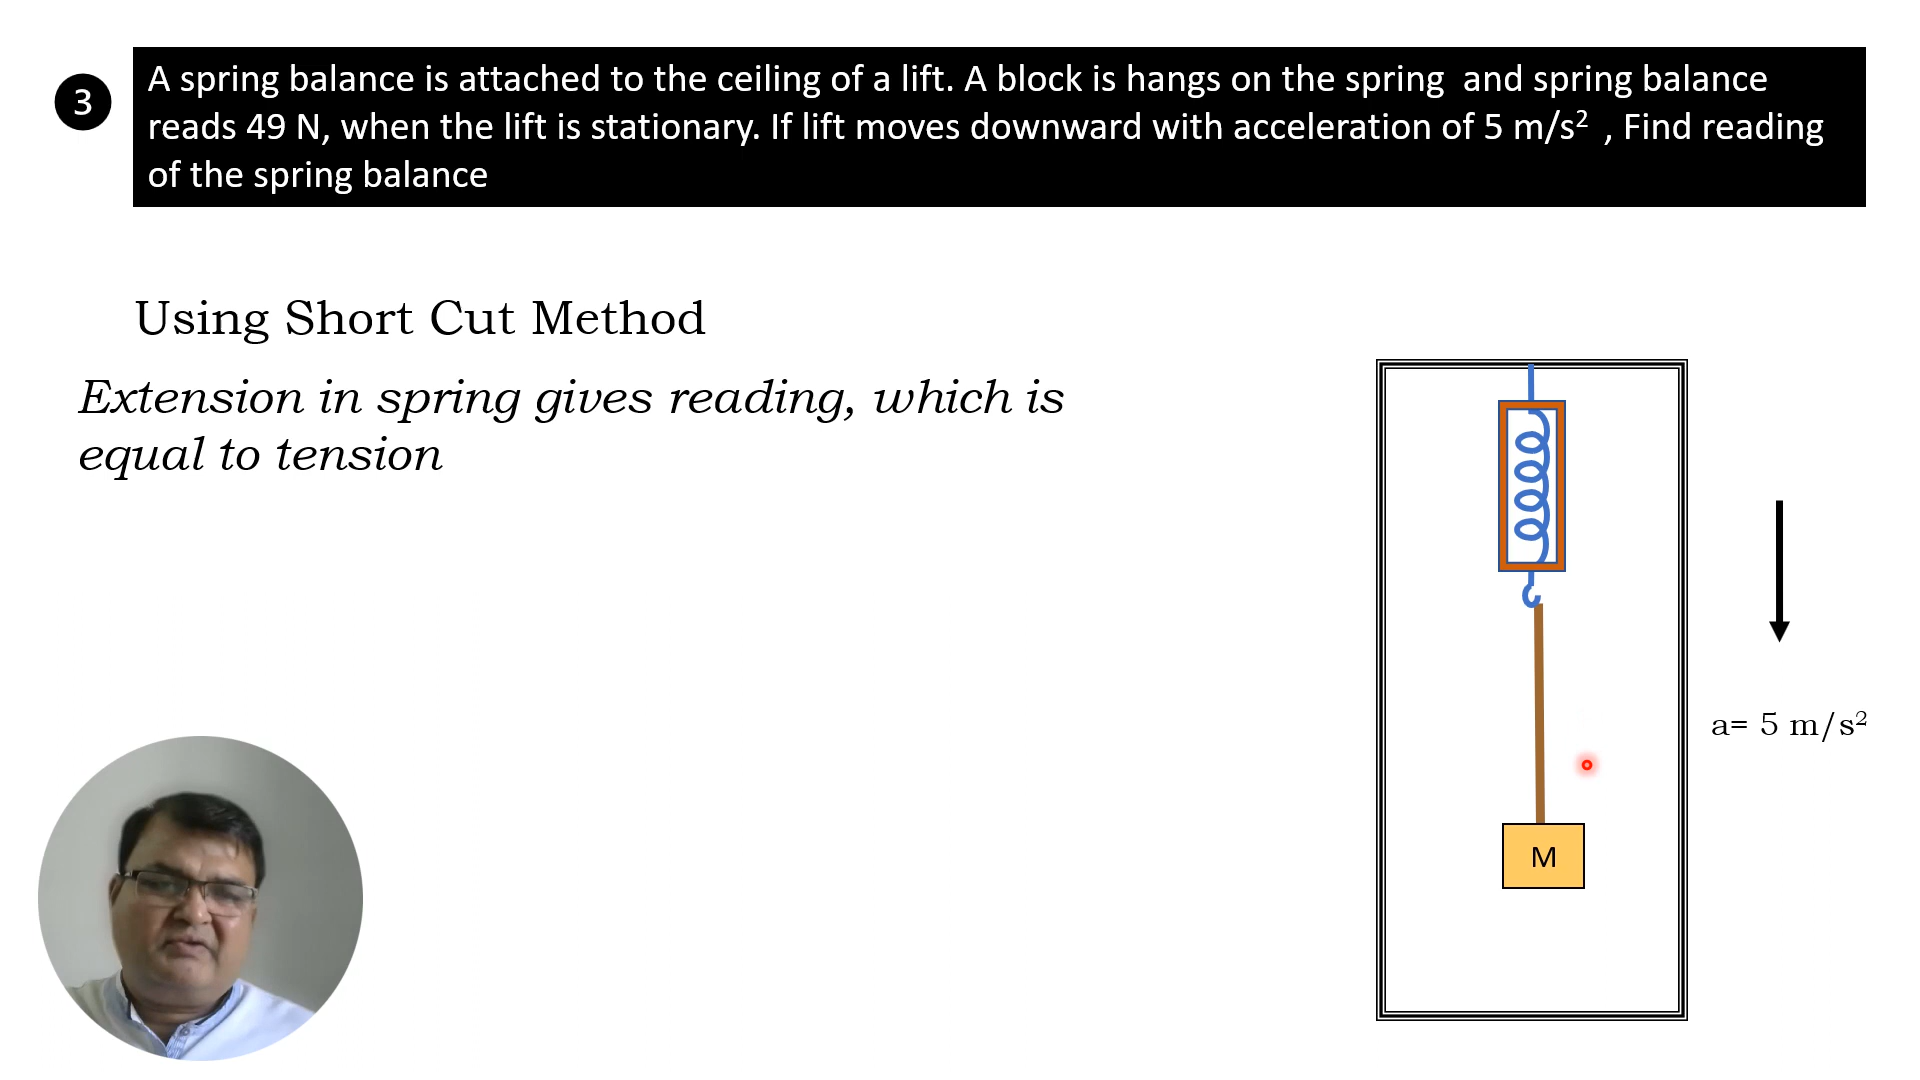 3
A spring balance is attached to the ceiling of a lift. A block is hangs on the spring and spring balance
reads 49 N, when the lift is stationary. If lift moves downward with acceleration of 5 m/s² , Find reading
of the spring balance
Using Short Cut Method
Extension in spring gives reading, which is
equal to tension
a= 5 m/s²
M